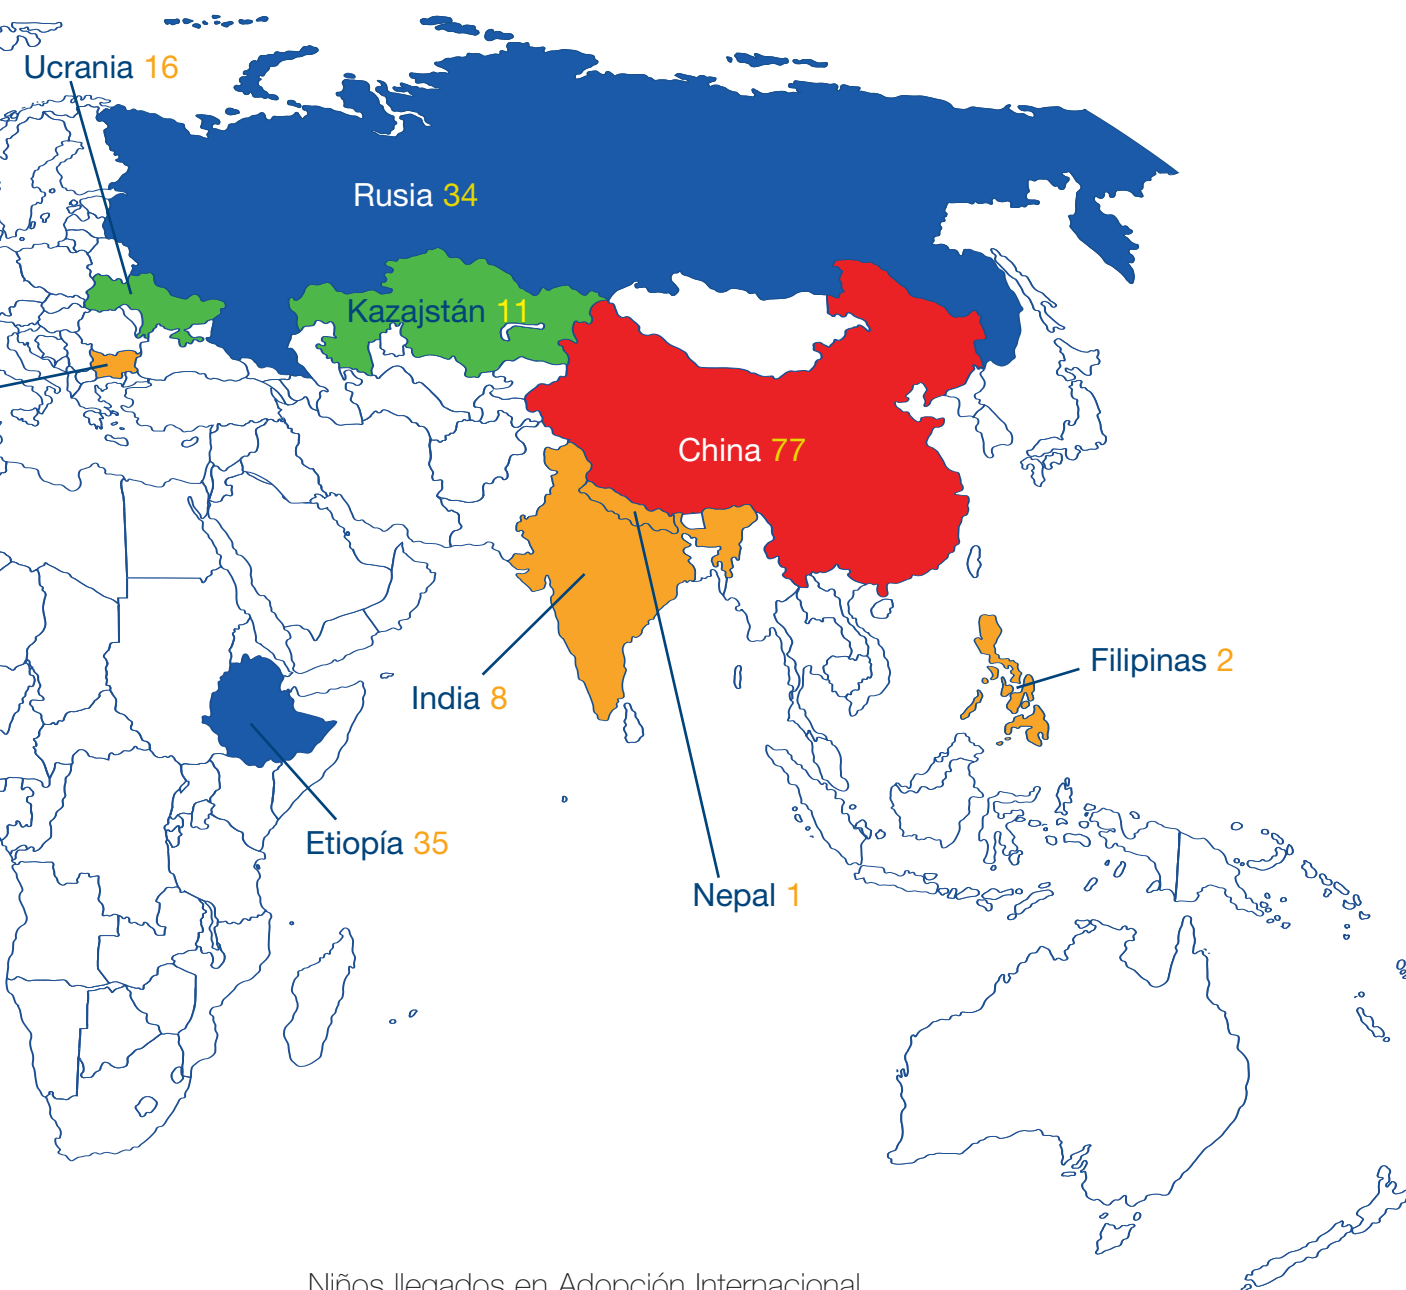 Ucrania 16
Rusia 34
Kazajstán 11
China 77
Filipinas 2
India 8
Etiopía 35
Nepal 1
Niños llegados en Adopción Internacional